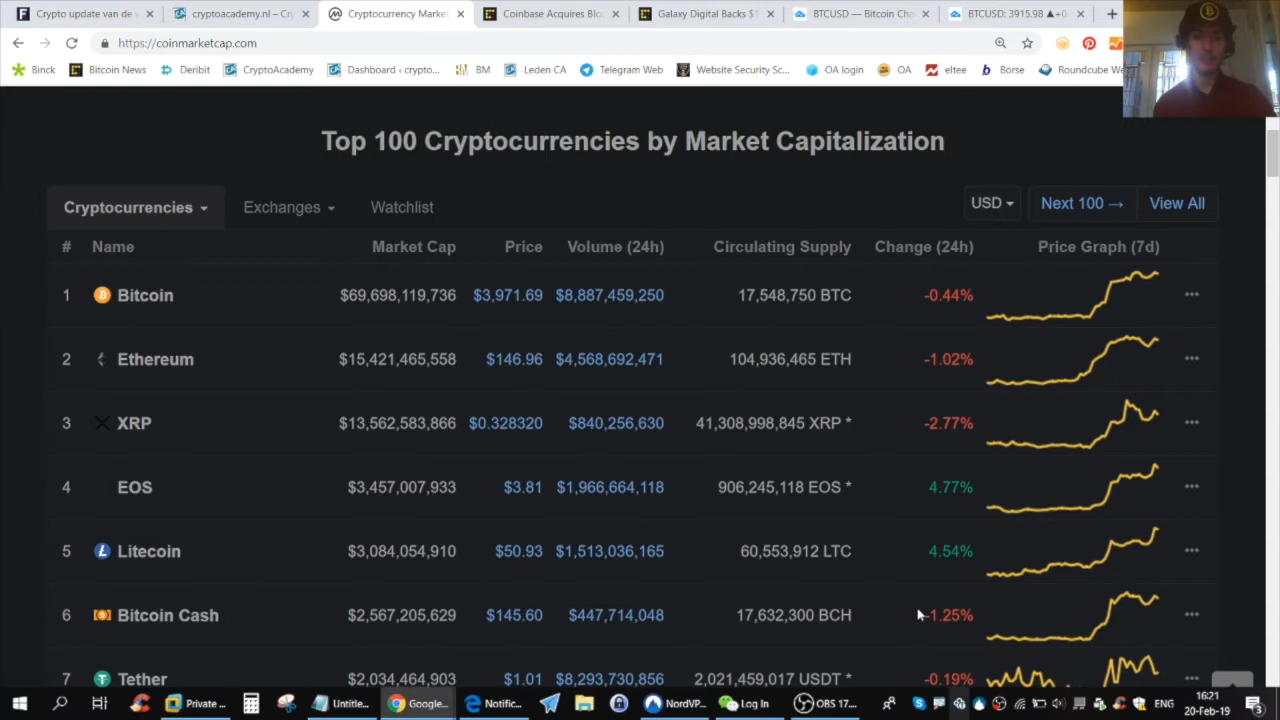 Crypto update van de
cryptoacademy.nl – Cry
Cryptocurrency Market
Coinbase Acquires Blo
Galaxy Digital Backs $1
BTCUSD — Bitcoin Cha
BTCUSD: 3915.98 ▲+0
https://coinmarketcap.com
Binck
Bitcoin News
Deribit
CryptoAcademy
Dashboard ‹ crypto...
BM
Leden CA
Telegram Web
Website Security Sc...
OA login
OA
eltee
Börse
Roundcube We
Top 100 Cryptocurrencies by Market Capitalization
Cryptocurrencies
Exchanges
Watchlist
USD
Next 100 →
View All
# Name Market Cap Price Volume (24h) Circulating Supply Change (24h) Price Graph (7d)
1 Bitcoin $69,698,119,736 $3,971.69 $8,887,459,250 17,548,750 BTC -0.44%
2 Ethereum $15,421,465,558 $146.96 $4,568,692,471 104,936,465 ETH -1.02%
3 XRP $13,562,583,866 $0.328320 $840,256,630 41,308,998,845 XRP * -2.77%
4 EOS $3,457,007,933 $3.81 $1,966,664,118 906,245,118 EOS * 4.77%
5 Litecoin $3,084,054,910 $50.93 $1,513,036,165 60,553,912 LTC 4.54%
6 Bitcoin Cash $2,567,205,629 $145.60 $447,714,048 17,632,300 BCH -1.25%
7 Tether $2,034,464,903 $1.01 $8,293,730,856 2,021,459,017 USDT * -0.19%
Private ...
Untitle...
Google...
Notific...
NordVP...
Log In
OBS 17....
ENG
16:21
20-Feb-19
3